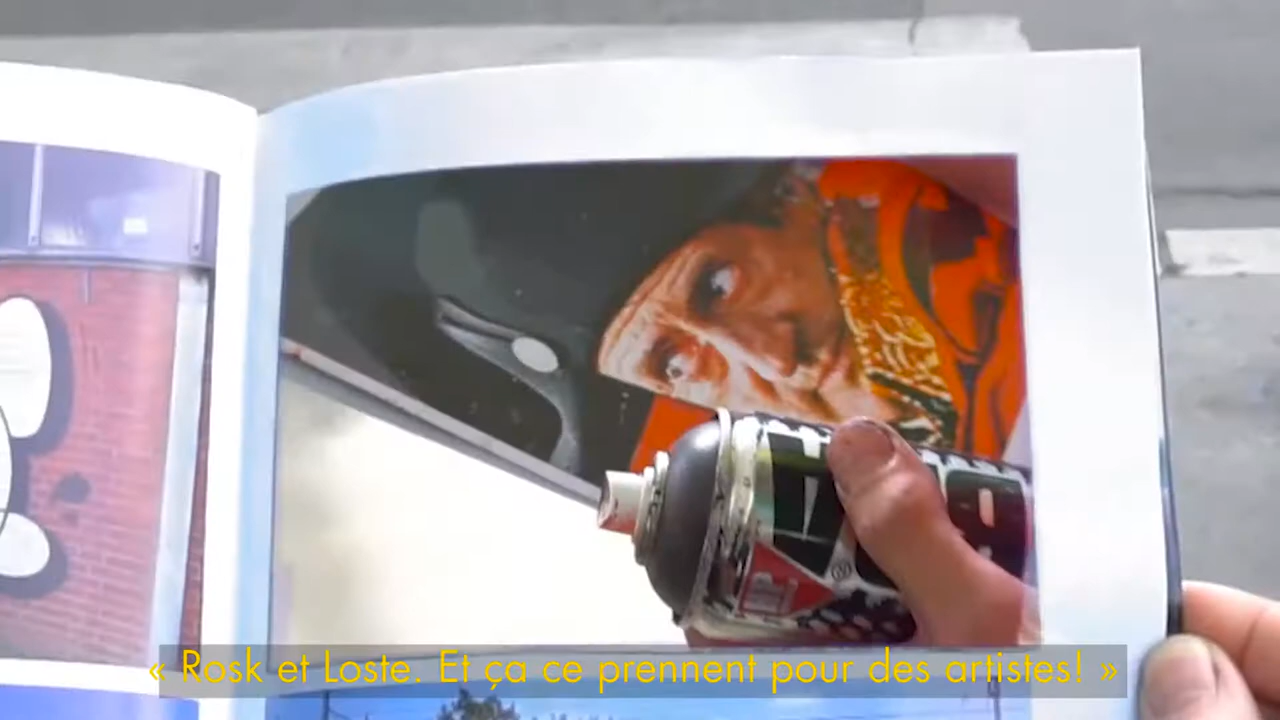 « Rosk et Loste. Et ça ce prennent pour des artistes! »